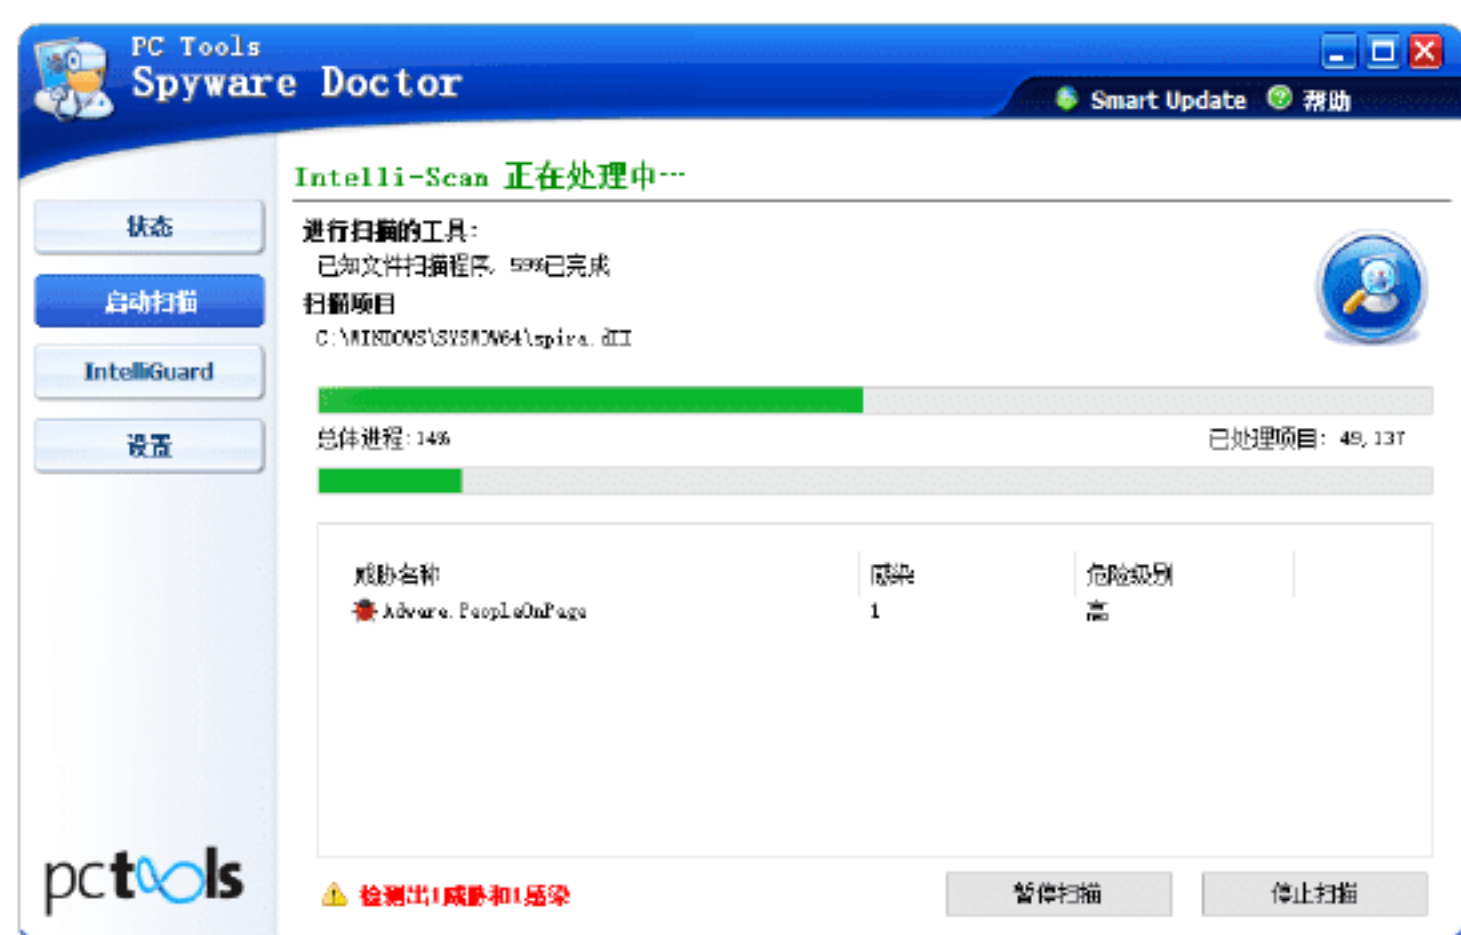 PC Tools
Spyware Doctor
Smart Update 帮助
Intelli-Scan 正在处理中…
状态
进行扫描的工具:
已知文件扫描程序, 59%已完成
启动扫描
扫描项目
C:\WINDOWS\SYSWOW64\spira.dll
IntelliGuard
设置
总体进程:14% 已处理项目: 49,137
威胁名称 感染 危险级别
Adware.PeopleOnPage 1 高
pctools
检测出1威胁和1感染
暂停扫描 停止扫描